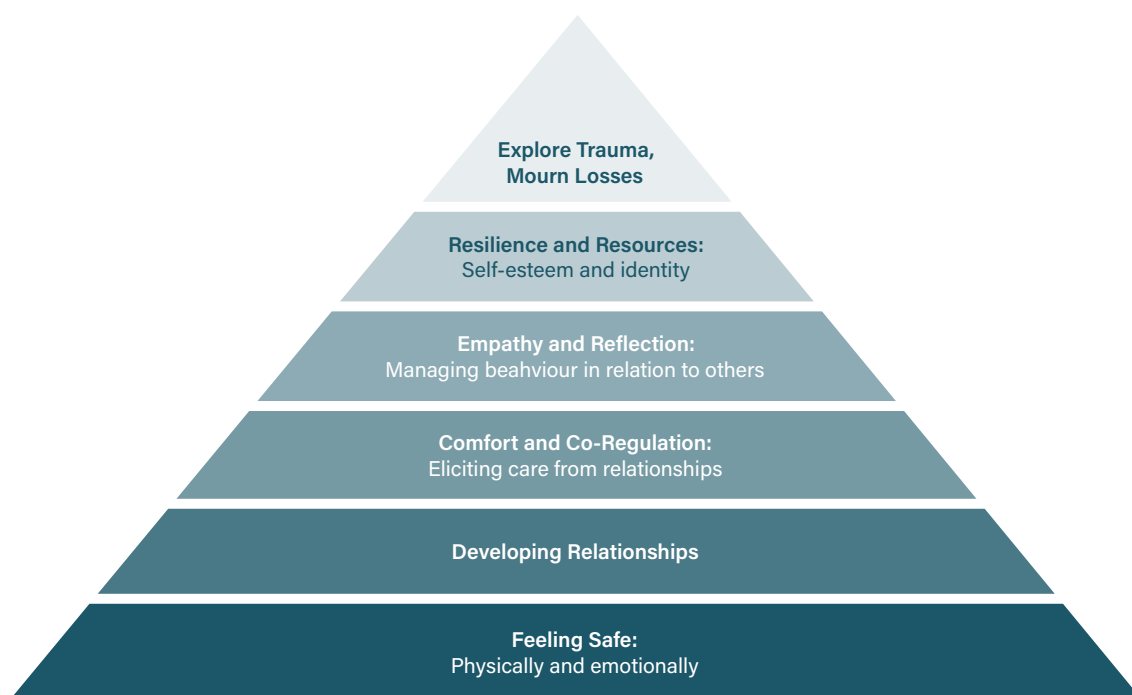 Explore Trauma,
Mourn Losses
Resilience and Resources:
Self-esteem and identity
Empathy and Reflection:
Managing beahviour in relation to others
Comfort and Co-Regulation:
Eliciting care from relationships
Developing Relationships
Feeling Safe:
Physically and emotionally